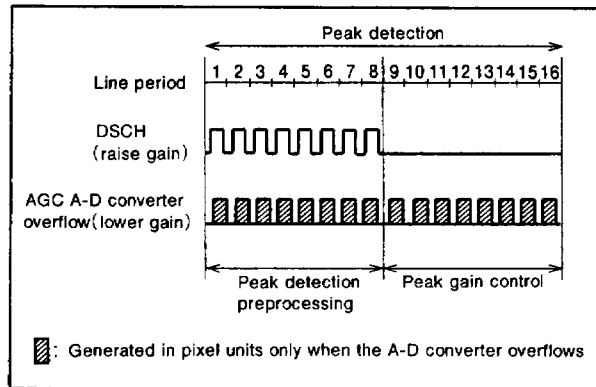 Peak detection
Line period
1 2 3 4 5 6 7 8 9 10 11 12 13 14 15 16
DSCH
(raise gain)
AGC A-D converter
overflow(lower gain)
Peak detection
preprocessing
Peak gain control
: Generated in pixel units only when the A-D converter overflows